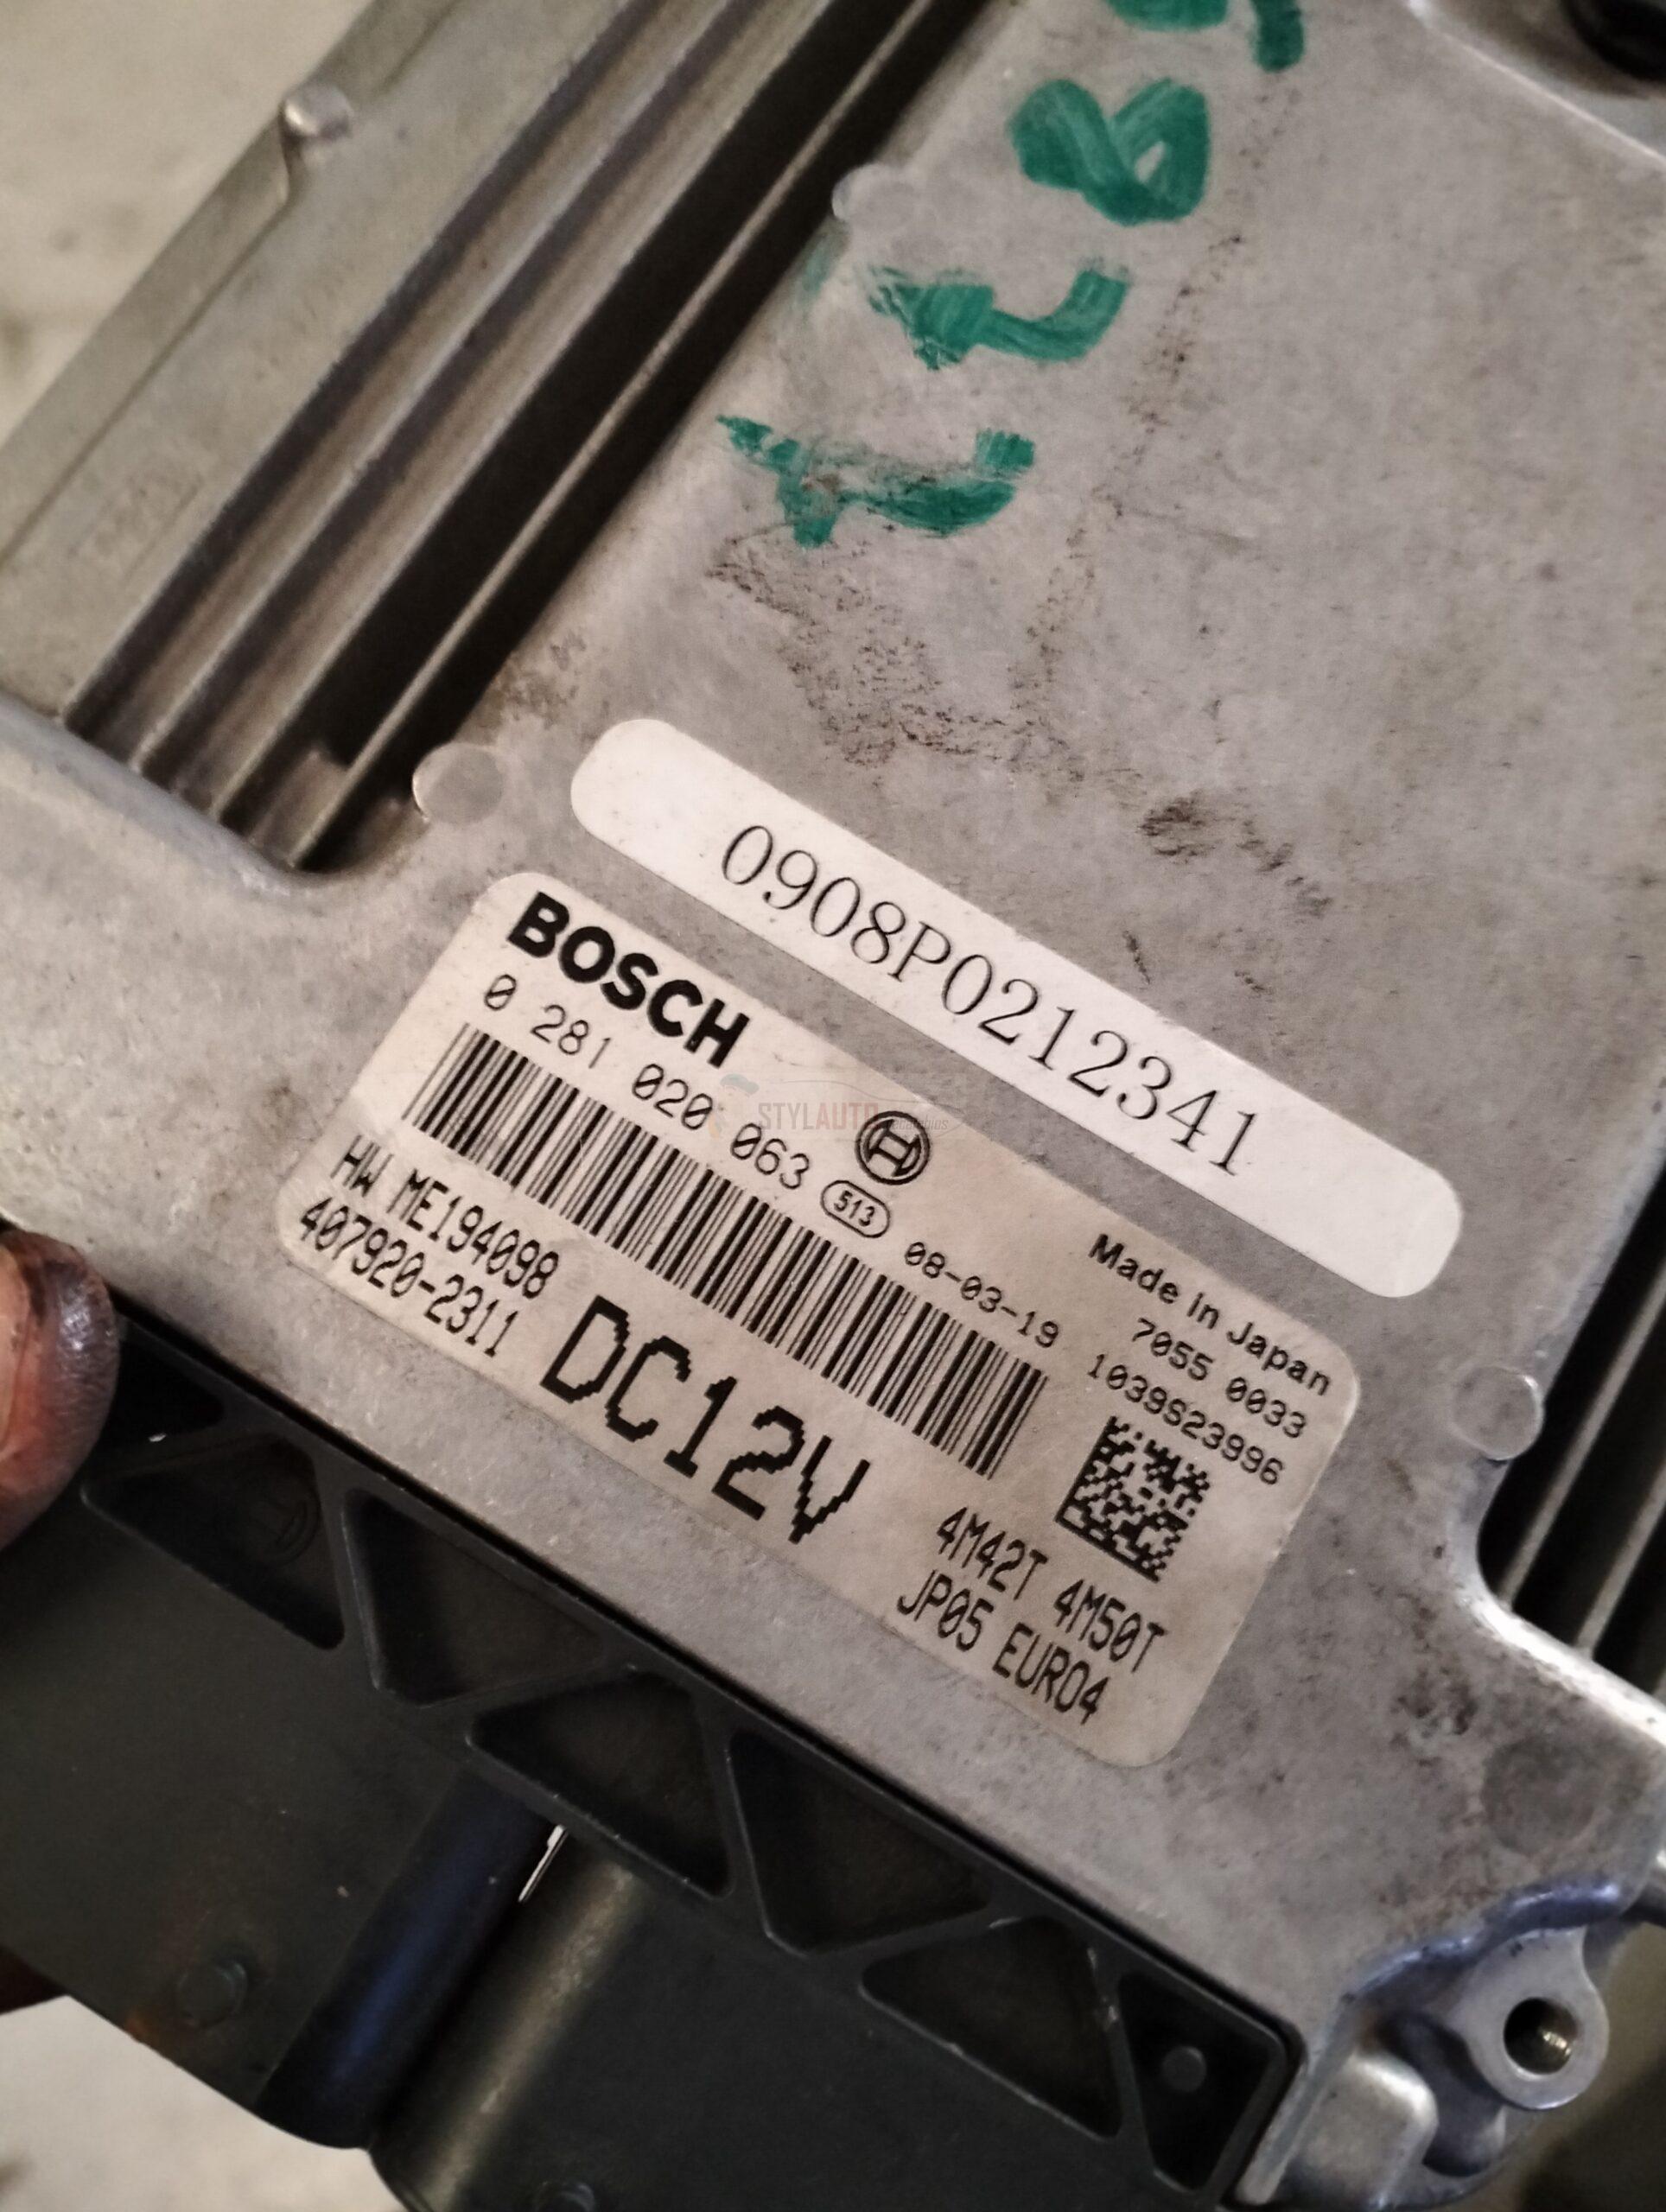 0908P0212341
BOSCH
0 281 020 063
513
08-03-19
Made in Japan
7055 0033
1039S23996
HW ME194098
407920-2311
DC12V
4M42T 4M50T
JP05 EURO4
STYLAUTO